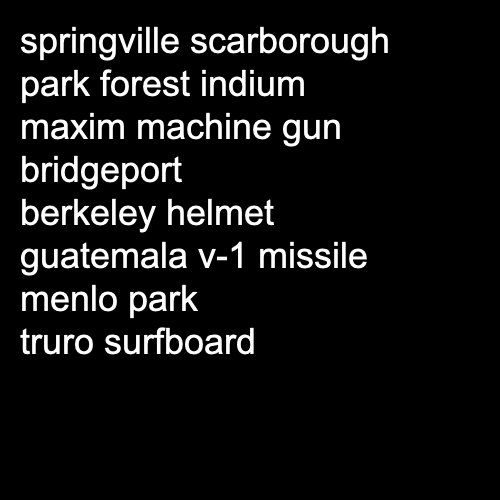 springville scarborough
park forest indium
maxim machine gun
bridgeport
berkeley helmet
guatemala v-1 missile
menlo park
truro surfboard